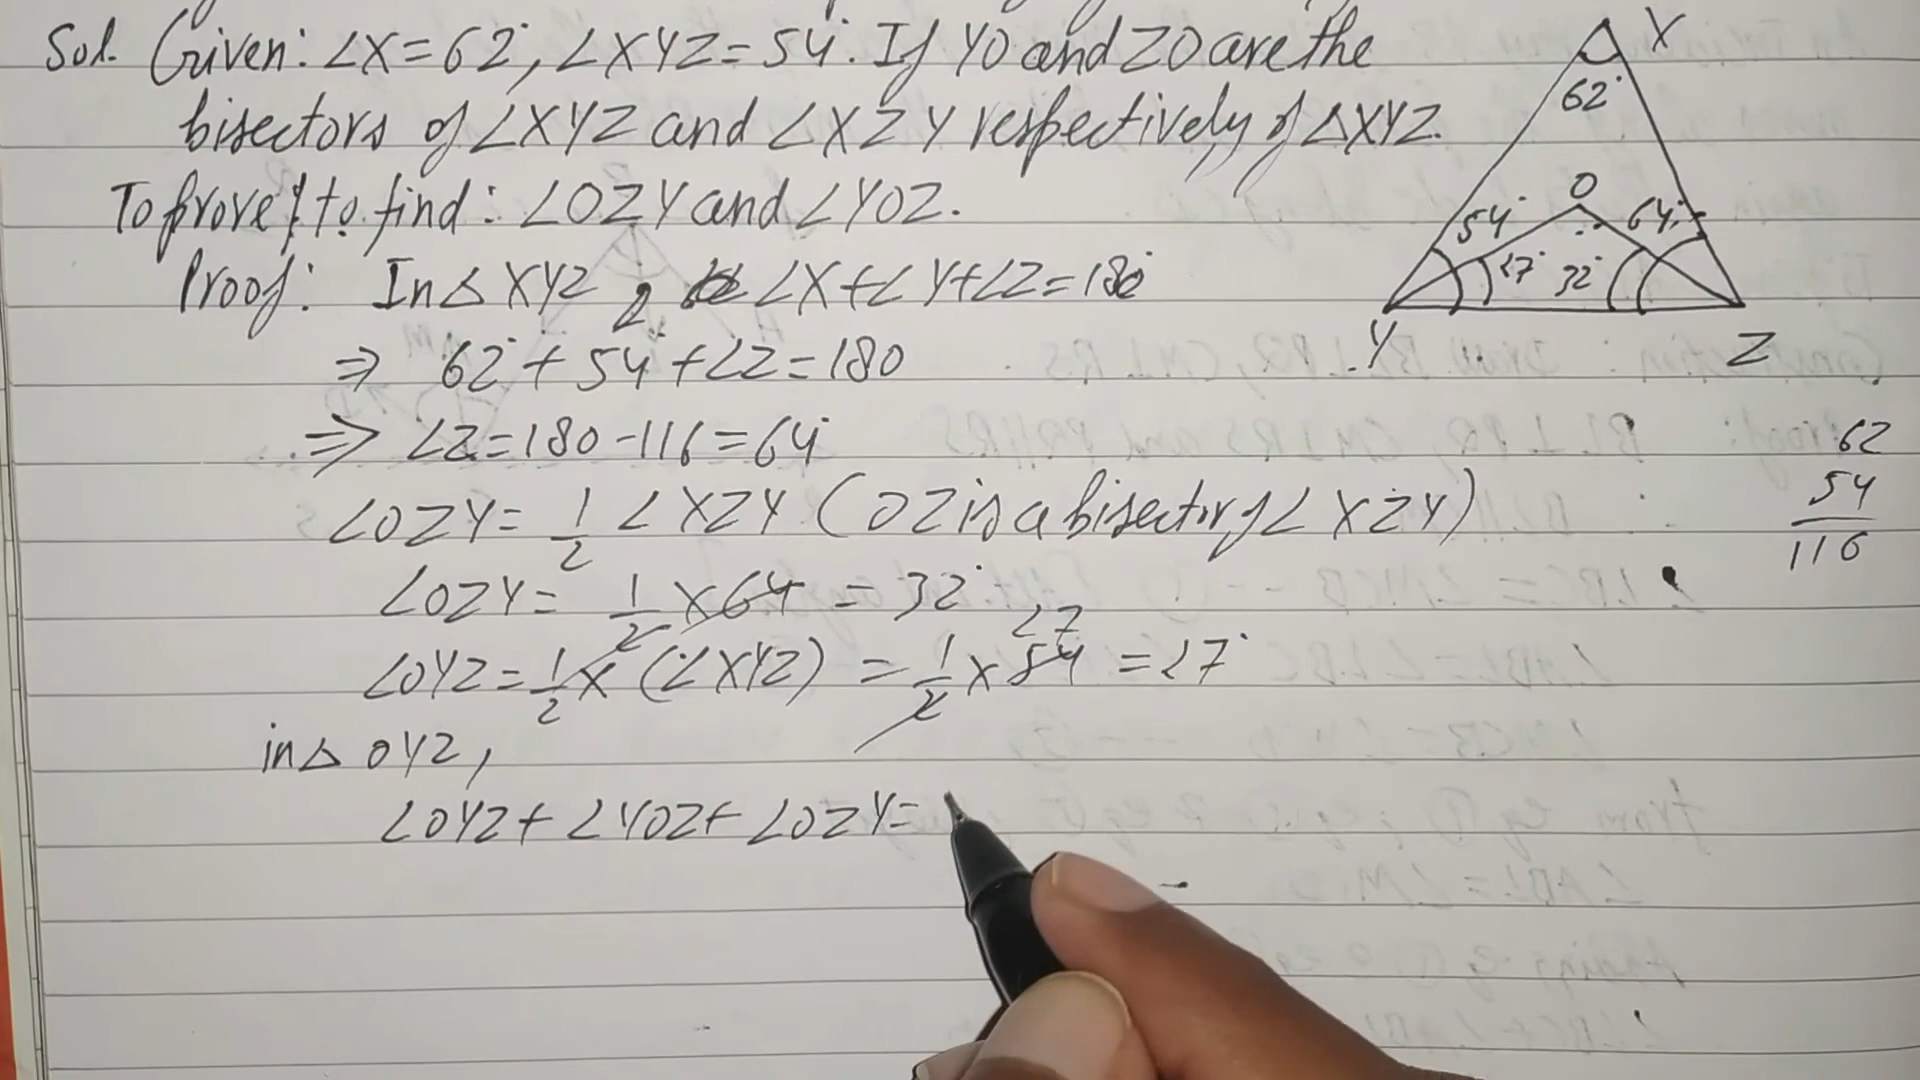 Sol. Given: ∠X=62°, ∠XYZ=54°. If YO and ZO are the
bisectors of ∠XYZ and ∠XZY respectively of △XYZ.
To prove } to find : ∠OZY and ∠YOZ.
Proof: In △ XYZ, ∠X+∠Y+∠Z=180°
⇒ 62° + 54° + ∠Z = 180
⇒ ∠Z=180-116=64°
∠OZY = 1/2 ∠XZY (OZ is a bisector of ∠XZY)
∠OZY = 1/2 ×64 = 32°
27
∠OYZ = 1/2 × (∠XYZ) = 1/2 × 54 = 27°
in △ OYZ,
∠OYZ + ∠YOZ + ∠OZY =
X
62°
O
54° 64°
27° 32°
Y Z
62
54
116